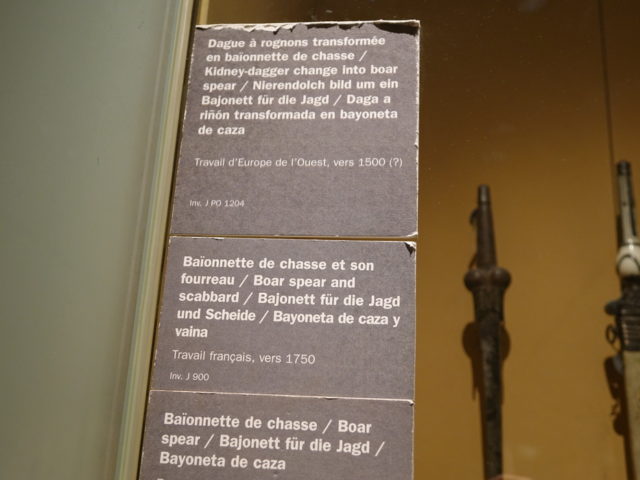 Dague à rognons transformée
en baïonnette de chasse /
Kidney-dagger change into boar
spear / Nierendolch bild um ein
Bajonett für die Jagd / Daga a
riñón transformada en bayoneta
de caza
Travail d'Europe de l'Ouest, vers 1500 (?)
Inv. J PO 1204
Baïonnette de chasse et son
fourreau / Boar spear and
scabbard / Bajonett für die Jagd
und Scheide / Bayoneta de caza y
vaina
Travail français, vers 1750
Inv. J 900
Baïonnette de chasse / Boar
spear / Bajonett für die Jagd /
Bayoneta de caza